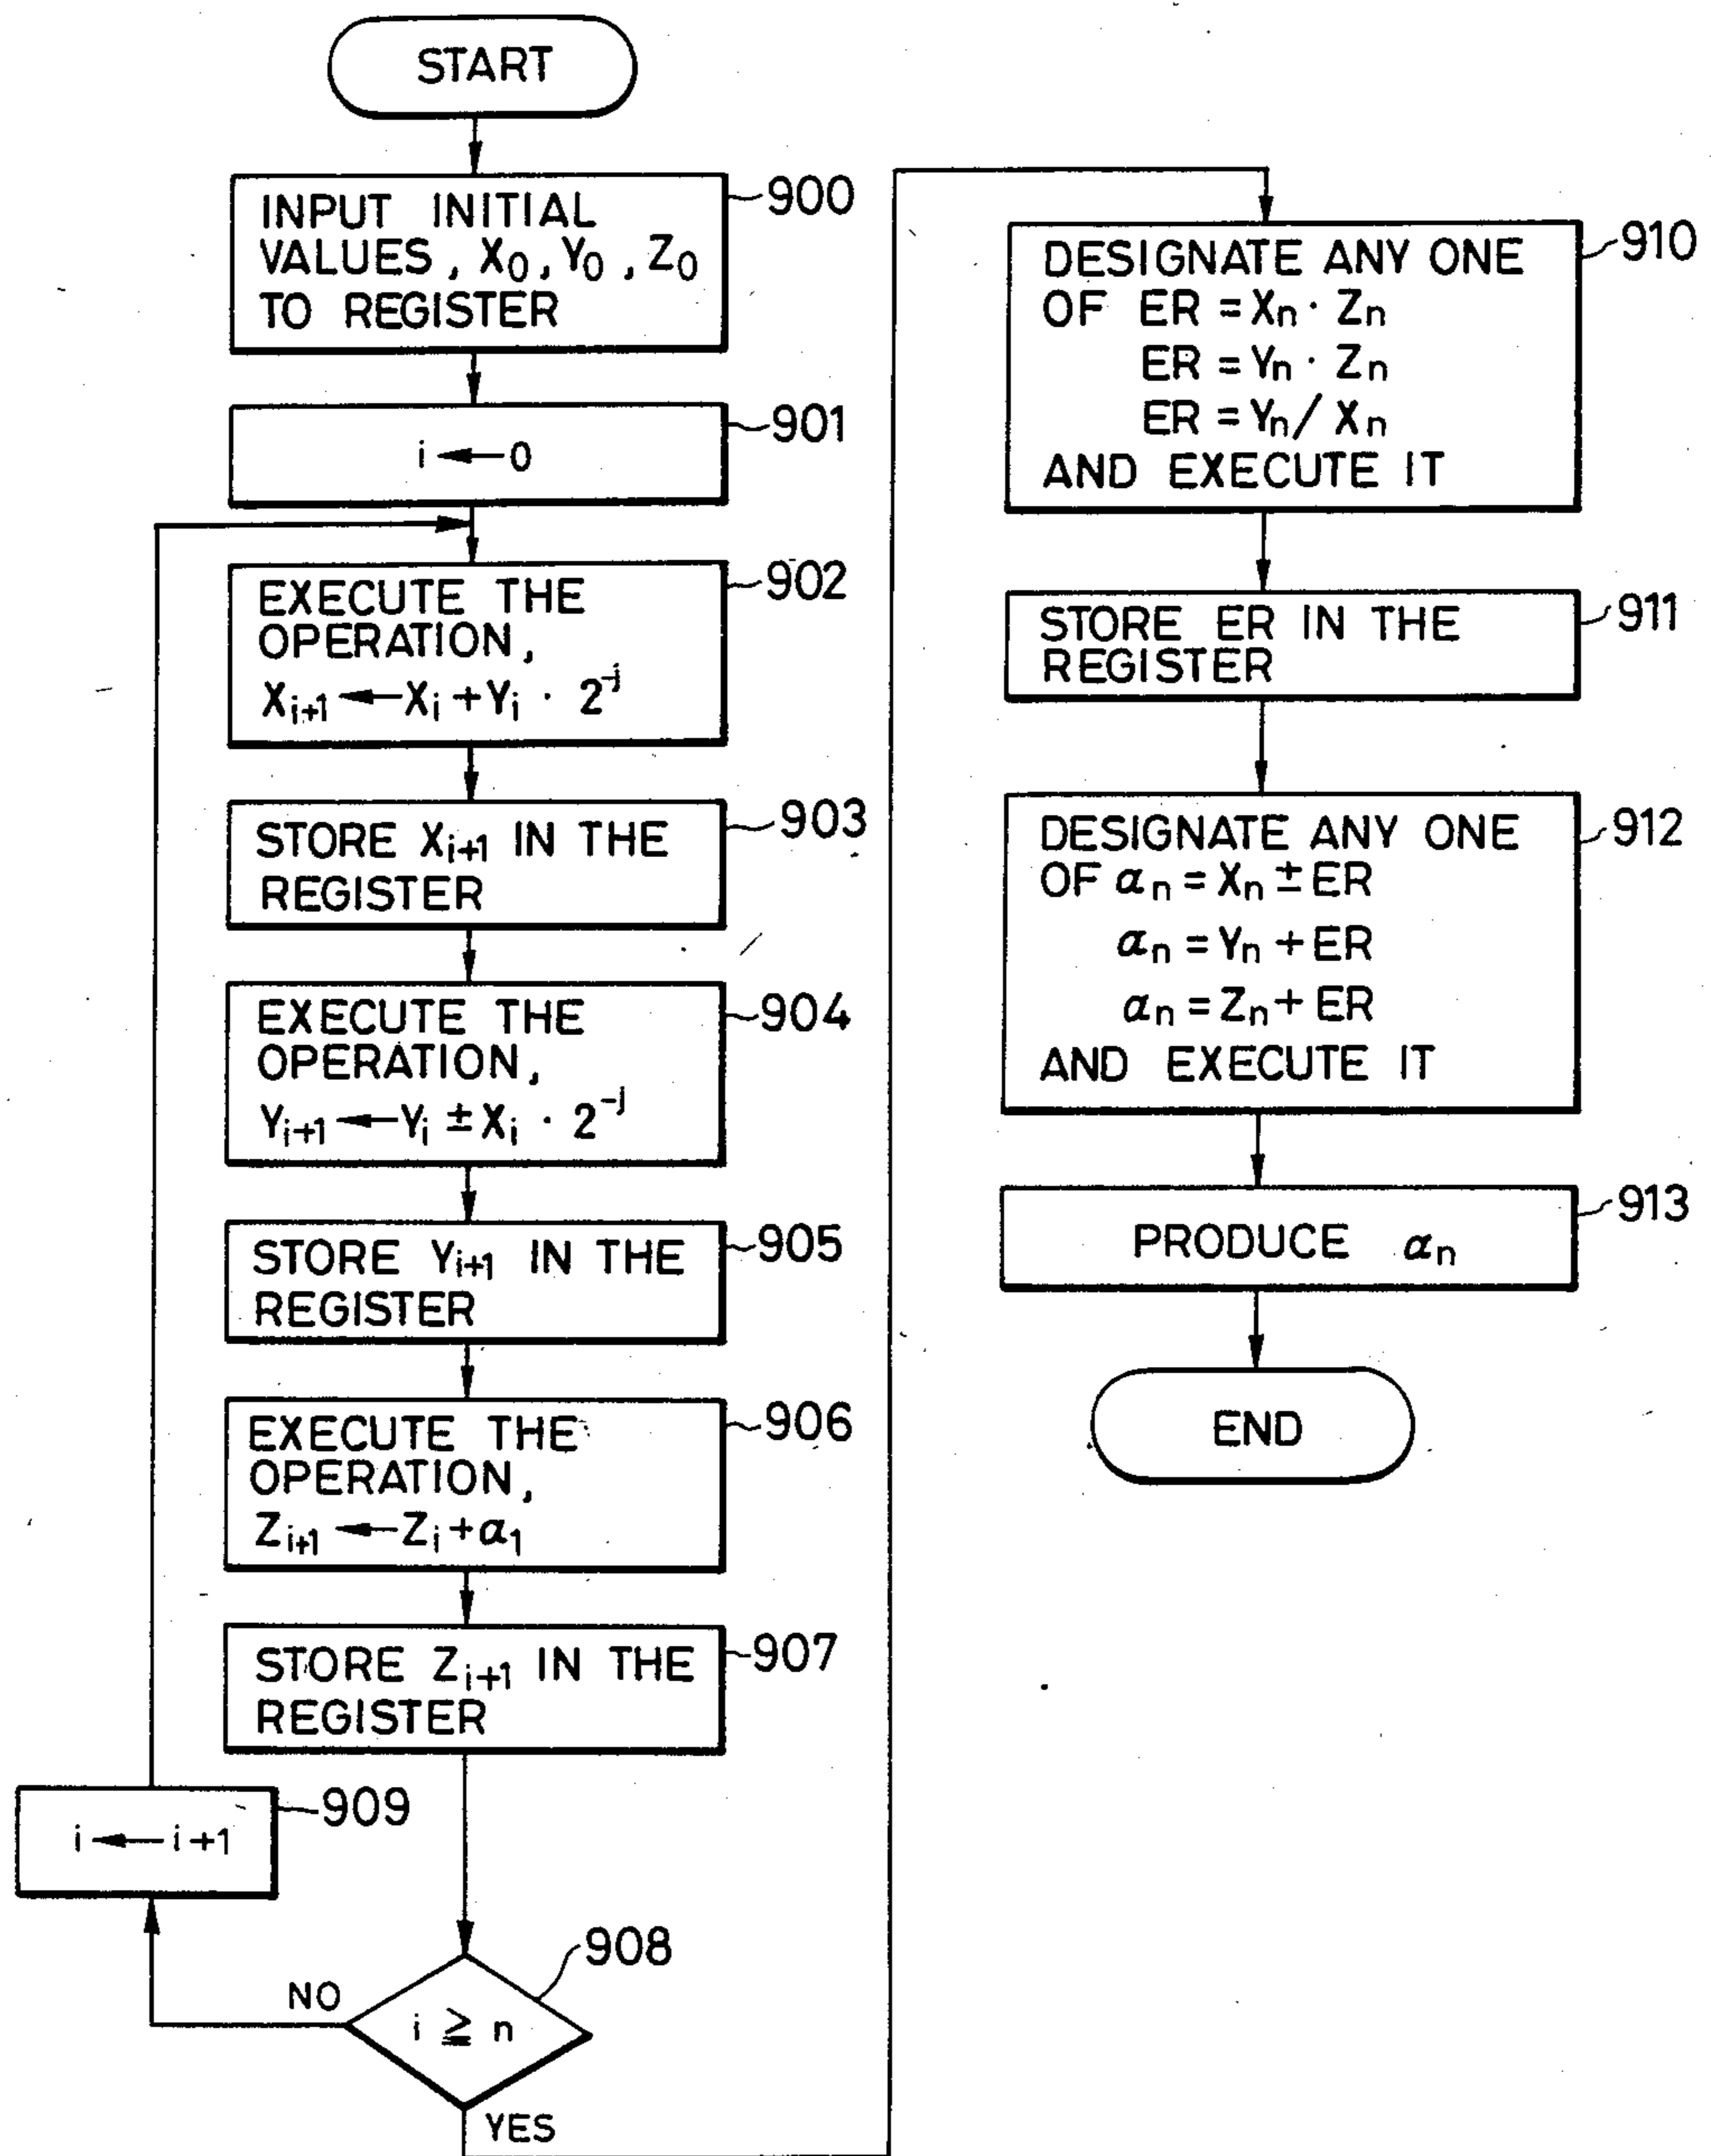 START
900
INPUT INITIAL
VALUES, X₀, Y₀, Z₀
TO REGISTER
901
i ← 0
902
EXECUTE THE
OPERATION,
Xᵢ₊₁ ← Xᵢ + Yᵢ · 2⁻ʲ
903
STORE Xᵢ₊₁ IN THE
REGISTER
904
EXECUTE THE
OPERATION,
Yᵢ₊₁ ← Yᵢ ± Xᵢ · 2⁻ʲ
905
STORE Yᵢ₊₁ IN THE
REGISTER
906
EXECUTE THE
OPERATION,
Zᵢ₊₁ ← Zᵢ + α₁
907
STORE Zᵢ₊₁ IN THE
REGISTER
909
i ← i+1
908
NO
i ≧ n
YES
910
DESIGNATE ANY ONE
OF ER = Xₙ · Zₙ
ER = Yₙ · Zₙ
ER = Yₙ / Xₙ
AND EXECUTE IT
911
STORE ER IN THE
REGISTER
912
DESIGNATE ANY ONE
OF αₙ = Xₙ ± ER
αₙ = Yₙ + ER
αₙ = Zₙ + ER
AND EXECUTE IT
913
PRODUCE αₙ
END